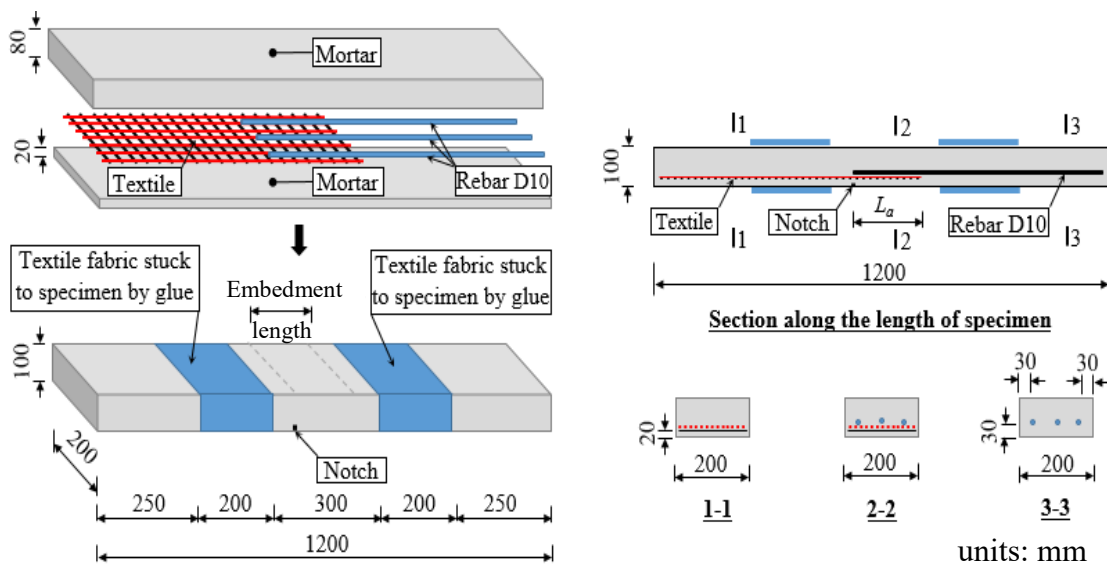 80
Mortar
20
Textile
Mortar
Rebar D10
Textile fabric stuck
to specimen by glue
Embedment
length
Textile fabric stuck
to specimen by glue
100
200
Notch
250
200
300
200
250
1200
1
2
3
100
Textile
Notch
La
Rebar D10
1
2
3
1200
Section along the length of specimen
20
200
1-1
200
2-2
30
30
30
200
3-3
units: mm